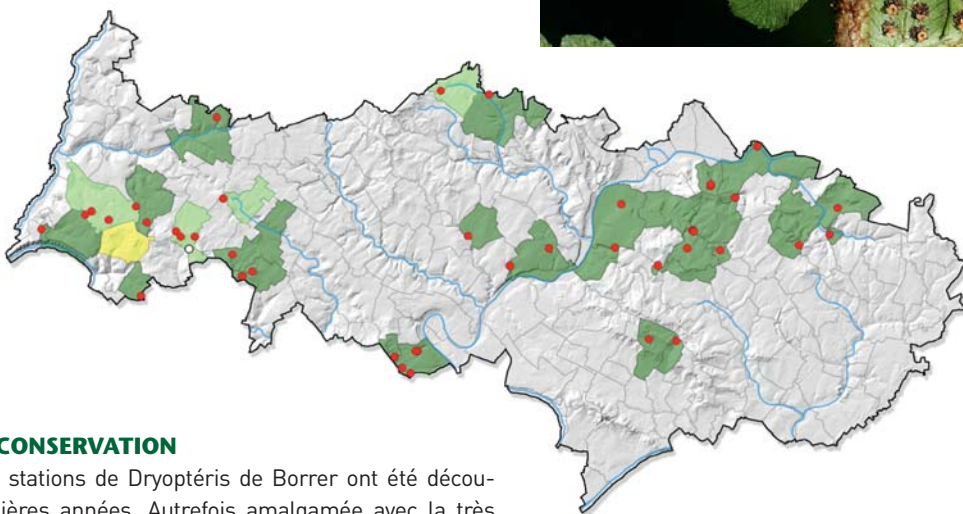 CONSERVATION
stations de Dryoptéris de Borrer ont été décou-
ières années. Autrefois amalgamée avec la très